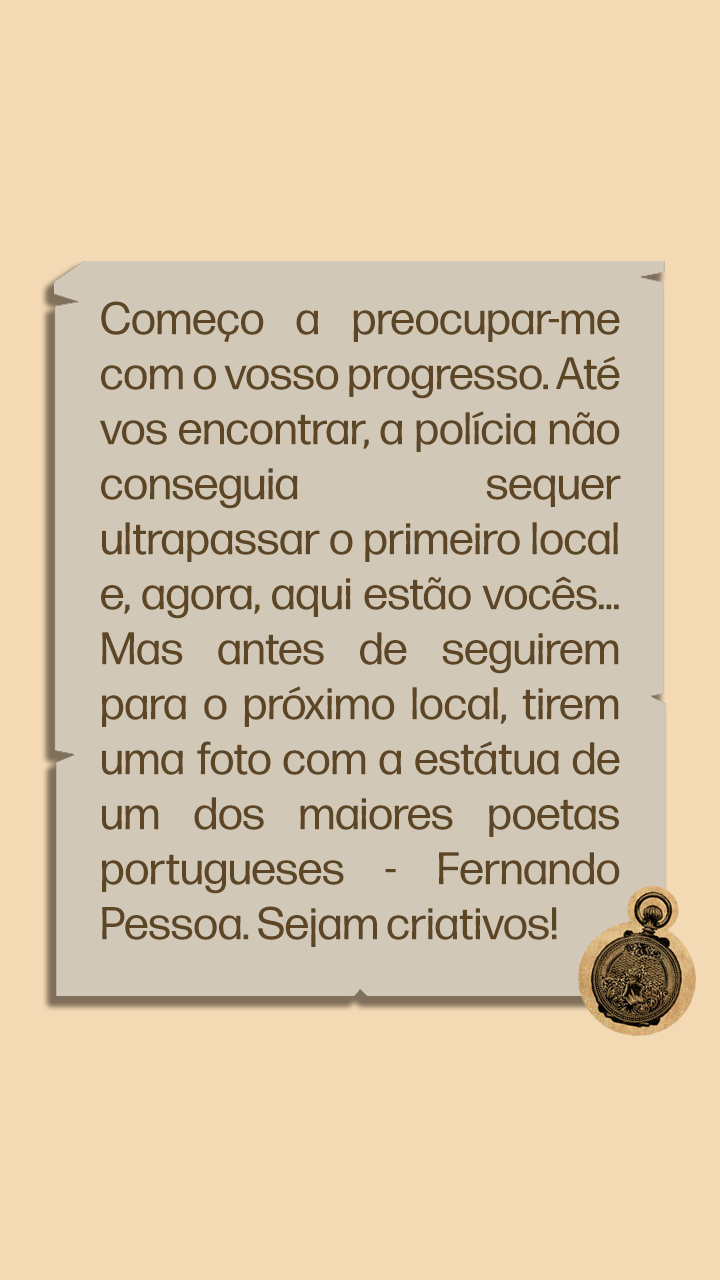 Começo a preocupar-me
com o vosso progresso. Até
vos encontrar, a polícia não
conseguia sequer
ultrapassar o primeiro local
e, agora, aqui estão vocês...
Mas antes de seguirem
para o próximo local, tirem
uma foto com a estátua de
um dos maiores poetas
portugueses - Fernando
Pessoa. Sejam criativos!